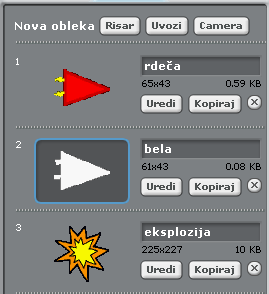 Nova obleka Risar Uvozi Camera
1
rdeča
65x43 0.59 KB
Uredi Kopiraj
2
bela
61x43 0.08 KB
Uredi Kopiraj
3
eksplozija
225x227 10 KB
Uredi Kopiraj